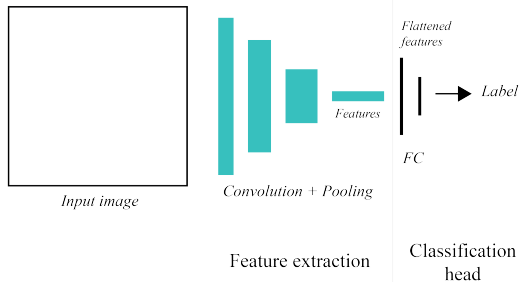 Flattened
features
Label
Features
FC
Convolution + Pooling
Input image
Feature extraction
Classification
head